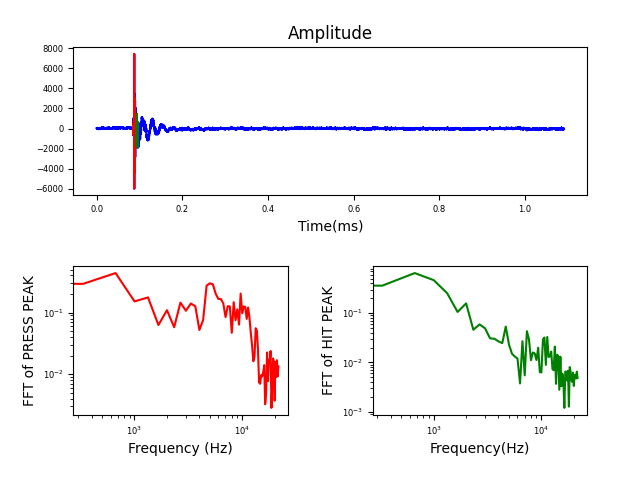 Amplitude
8000
6000
4000
2000
0
−2000
−4000
−6000
0.0 0.2 0.4 0.6 0.8 1.0
Time(ms)
FFT of PRESS PEAK
10⁻¹
10⁻²
10³ 10⁴
Frequency (Hz)
FFT of HIT PEAK
10⁻¹
10⁻²
10⁻³
10³ 10⁴
Frequency(Hz)